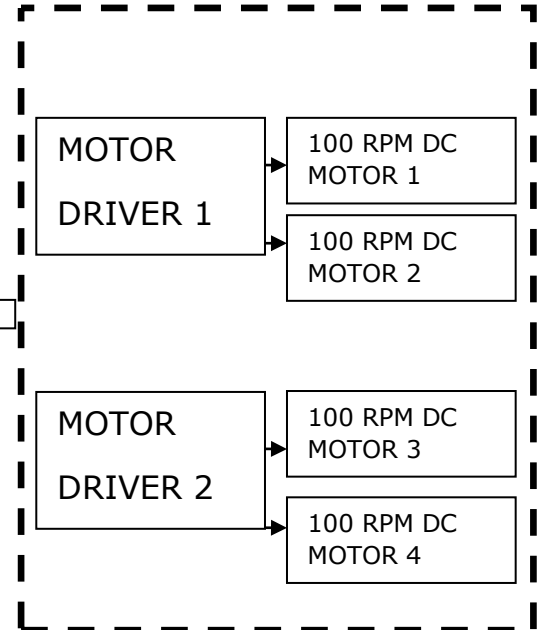 MOTOR
DRIVER 1
100 RPM DC
MOTOR 1
100 RPM DC
MOTOR 2
MOTOR
DRIVER 2
100 RPM DC
MOTOR 3
100 RPM DC
MOTOR 4